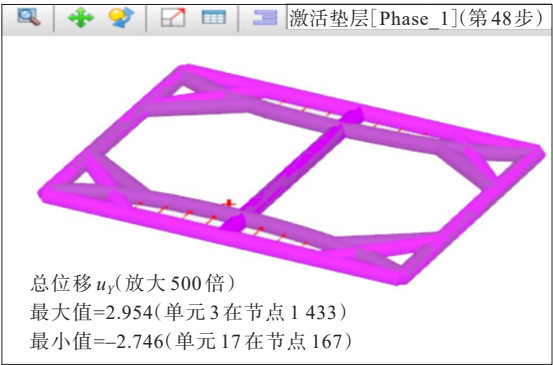 激活垫层[Phase_1](第48步)
总位移 uY(放大500倍)
最大值=2.954(单元3在节点1 433)
最小值=–2.746(单元17在节点167)